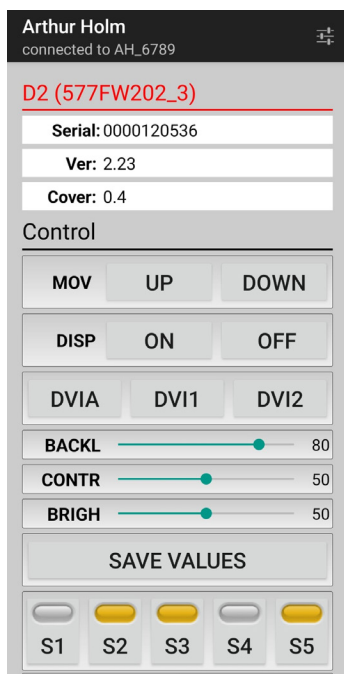 Arthur Holm
connected to AH_6789
D2 (577FW202_3)
Serial: 0000120536
Ver: 2.23
Cover: 0.4
Control
MOV UP DOWN
DISP ON OFF
DVIA DVI1 DVI2
BACKL 80
CONTR 50
BRIGH 50
SAVE VALUES
S1 S2 S3 S4 S5